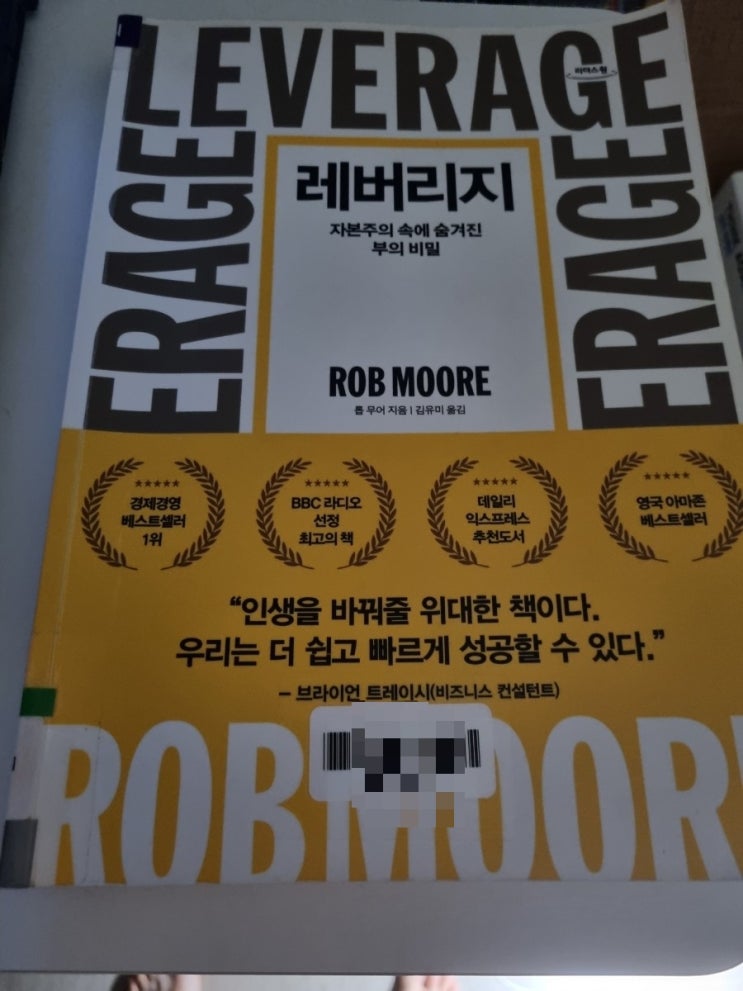 LEVERAGE
리더스북
ERAGE
ERAGE
레버리지
자본주의 속에 숨겨진
부의 비밀
ROB MOORE
롭 무어 지음 | 김유미 옮김
★★★★★
경제경영
베스트셀러
1위
★★★★★
BBC 라디오
선정
최고의 책
★★★★★
데일리
익스프레스
추천도서
★★★★★
영국 아마존
베스트셀러
“인생을 바꿔줄 위대한 책이다.
우리는 더 쉽고 빠르게 성공할 수 있다.”
– 브라이언 트레이시(비즈니스 컨설턴트)
ROB MOOR